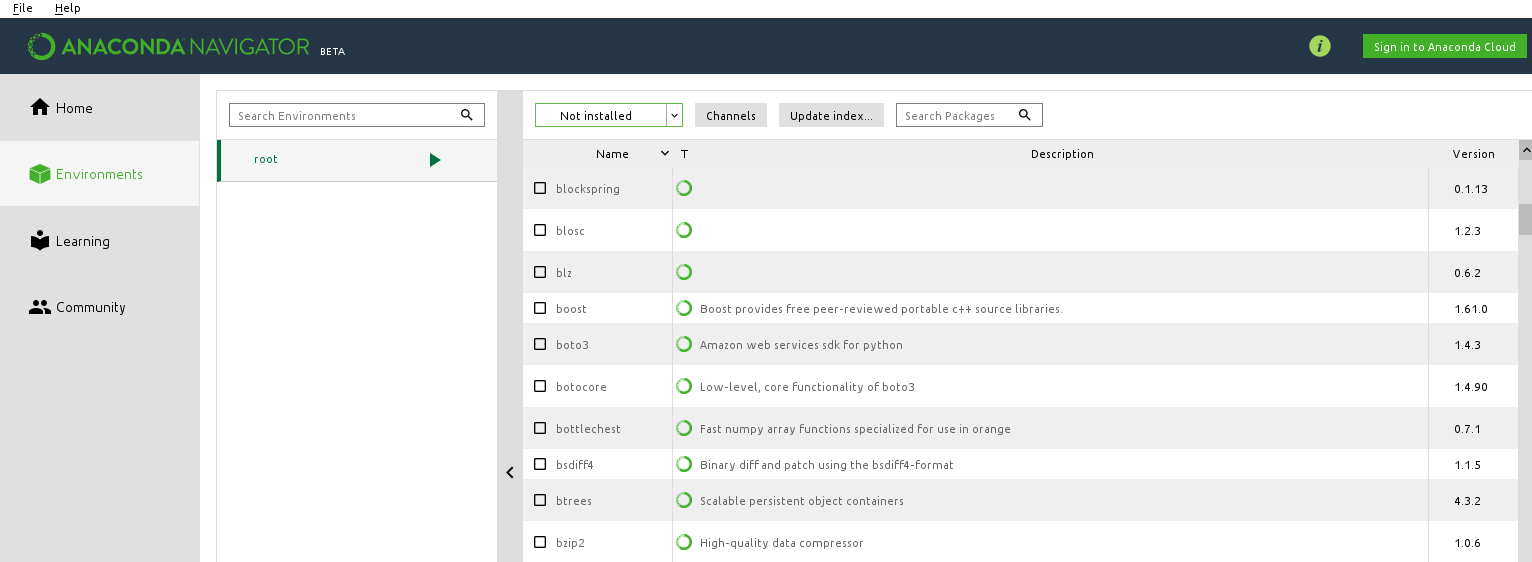 File Help
ANACONDA NAVIGATOR BETA
i Sign in to Anaconda Cloud
Home
Environments
Learning
Community
Search Environments
root
Not installed Channels Update index... Search Packages
Name T Description Version
blockspring 0.1.13
blosc 1.2.3
blz 0.6.2
boost Boost provides free peer-reviewed portable c++ source libraries. 1.61.0
boto3 Amazon web services sdk for python 1.4.3
botocore Low-level, core functionality of boto3 1.4.90
bottlechest Fast numpy array functions specialized for use in orange 0.7.1
bsdiff4 Binary diff and patch using the bsdiff4-format 1.1.5
btrees Scalable persistent object containers 4.3.2
bzip2 High-quality data compressor 1.0.6